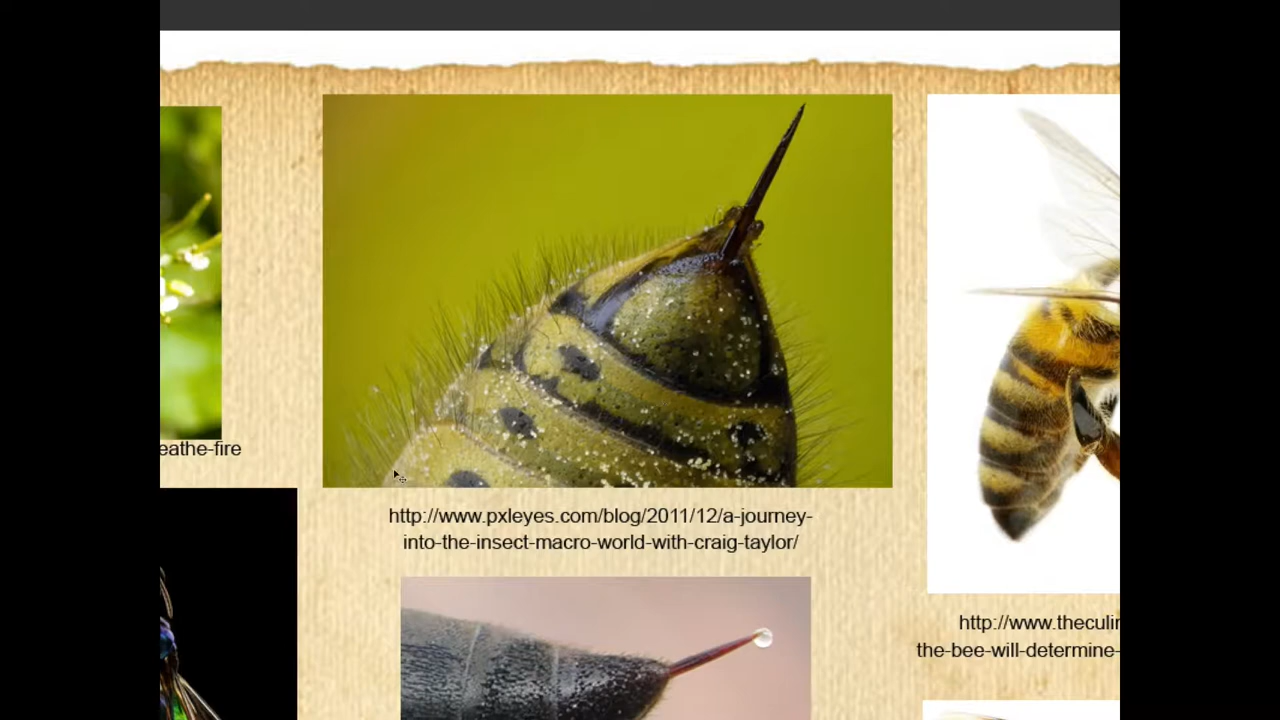 eathe-fire
http://www.pxleyes.com/blog/2011/12/a-journey-
into-the-insect-macro-world-with-craig-taylor/
http://www.theculin
the-bee-will-determine-